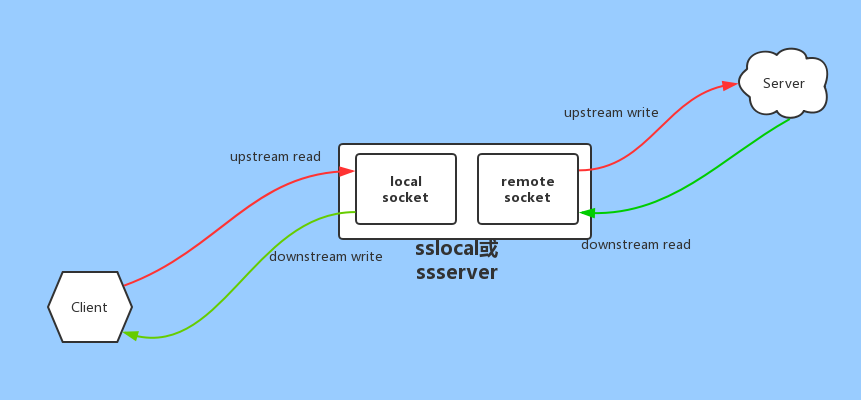 Server
upstream write
upstream read
local
socket
remote
socket
downstream read
sslocal或
ssserver
downstream write
Client